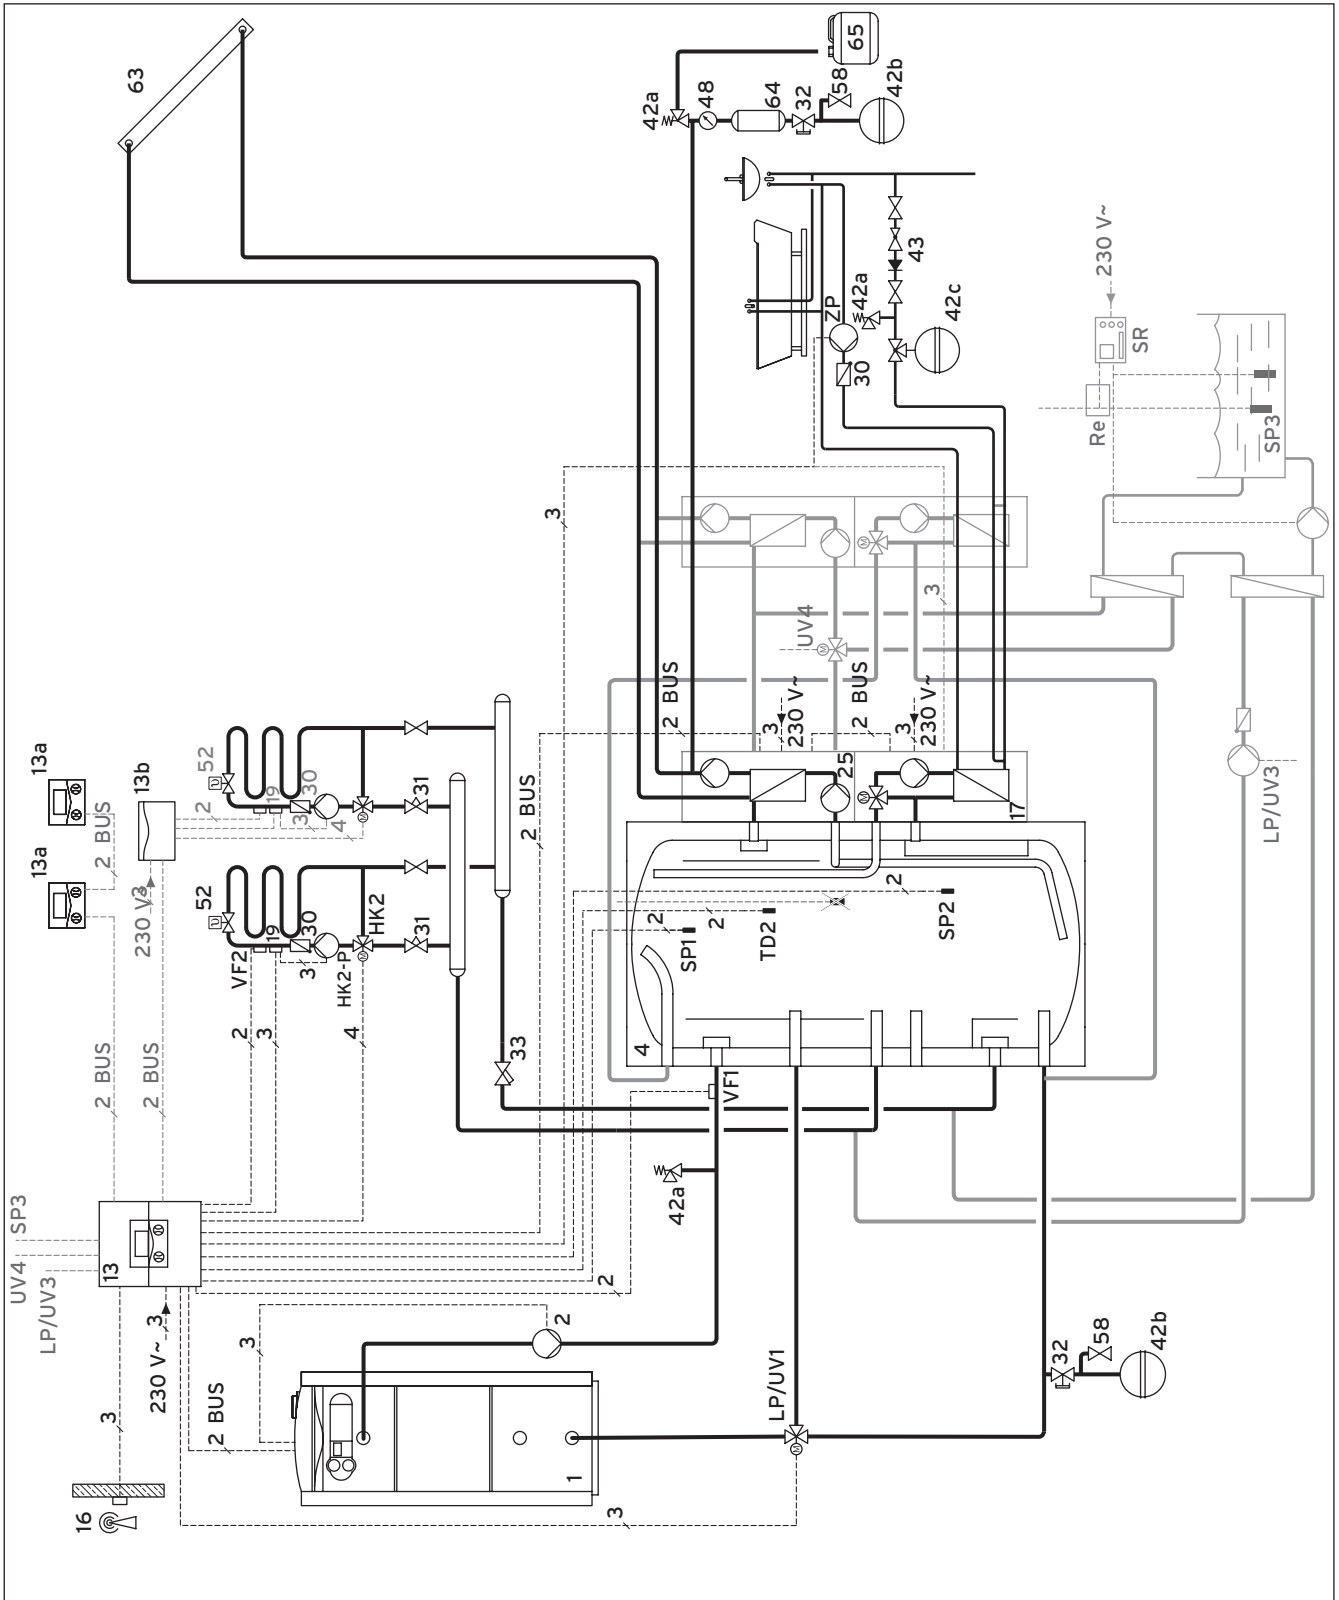 63
65
42a
48
64
32
58
42b
43
42a
ZP
30
42c
230 V~
SR
Re
SP3
3
UV4
3
2 BUS
3
230 V~
2 BUS
3
230 V~
25
17
LP/UV3
13a
13a
2 BUS
13b
230 V~
3
2
52
19
30
3
4
31
52
19
30
3
VF2
HK2-P
HK2
31
2 BUS
2 BUS
2 BUS
2
3
4
33
2
SP1
2
TD2
2
SP2
4
VF1
42a
SP3
UV4
LP/UV3
13
230 V~
3
3
16
2 BUS
3
2
2
1
3
LP/UV1
32
58
42b
M
M
M
M
M
M